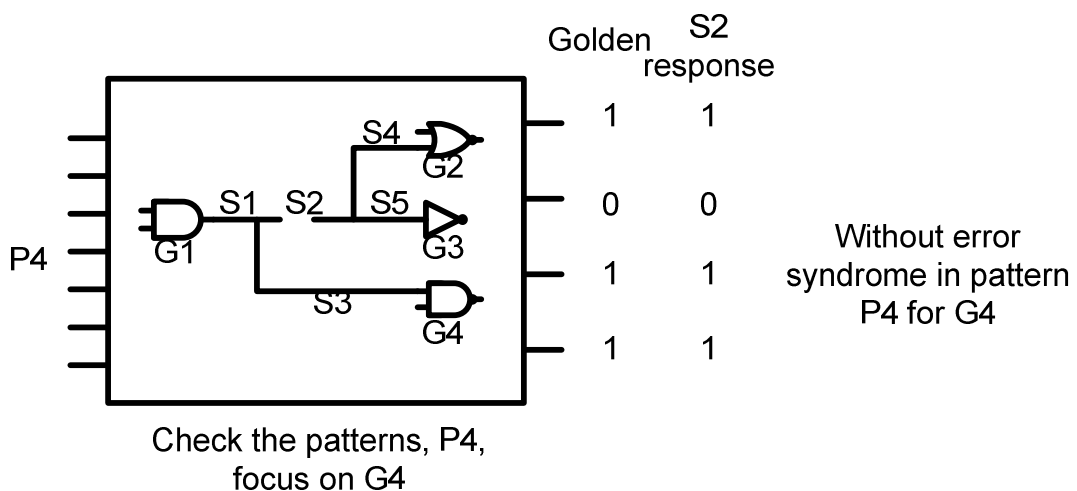 Golden
S2
response
1 1
0 0
1 1
1 1
P4
S1
S2
S3
S4
S5
G1
G2
G3
G4
Without error
syndrome in pattern
P4 for G4
Check the patterns, P4,
focus on G4